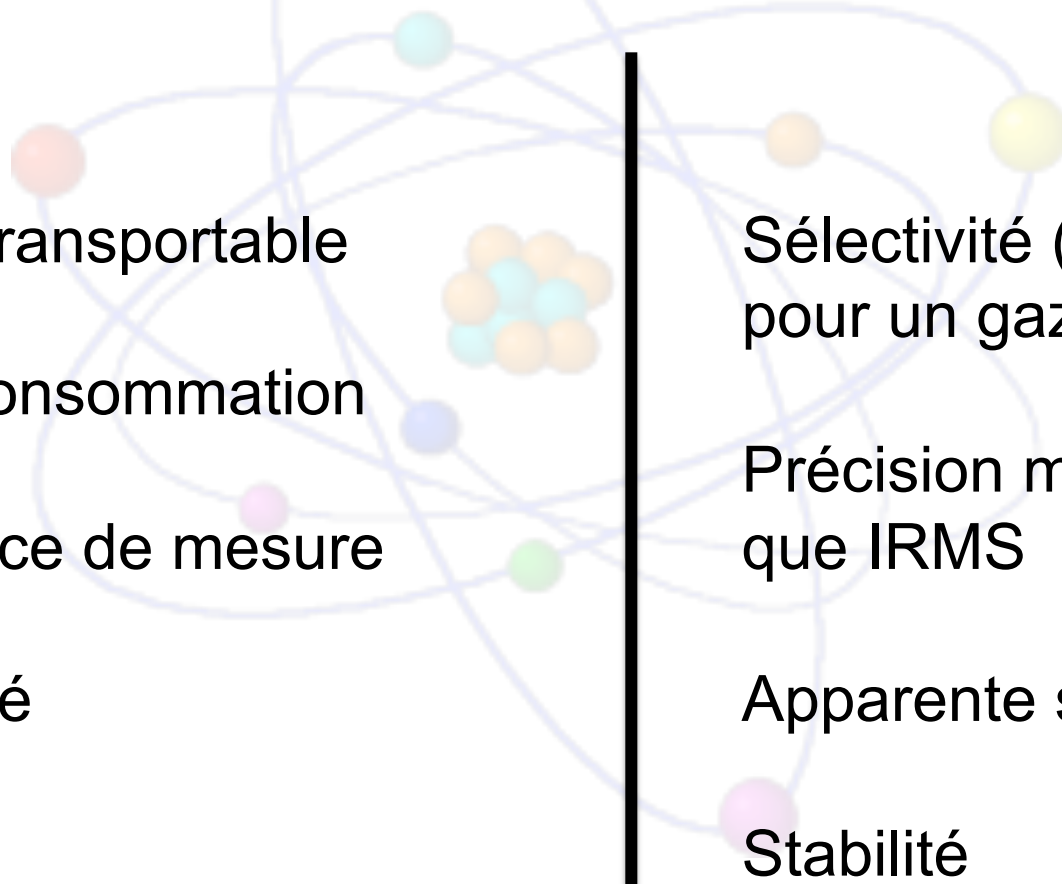 ransportable
onsommation
ce de mesure
é
Sélectivité (
pour un gaz
Précision m
que IRMS
Apparente s
Stabilité